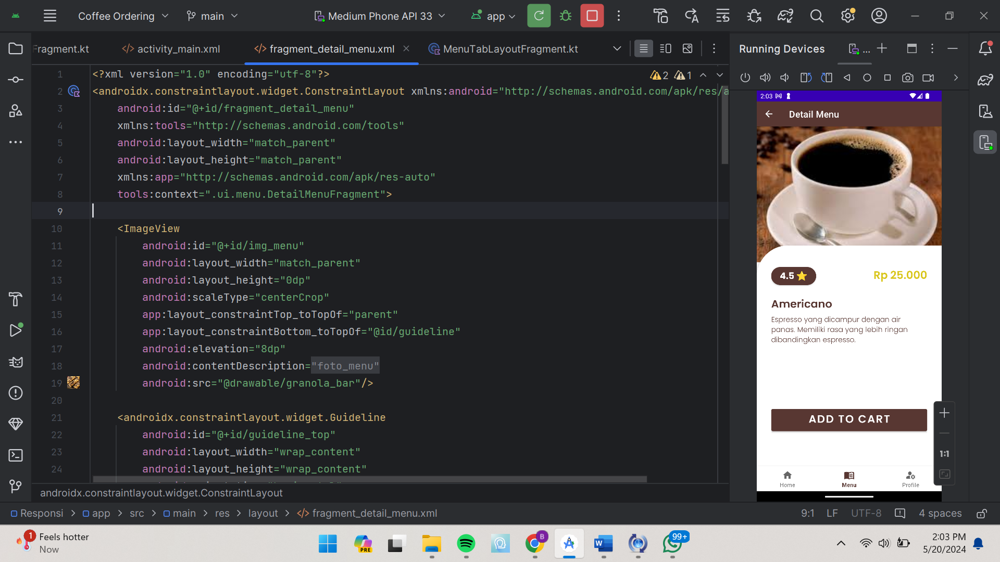 Coffee Ordering
main
Medium Phone API 33
app
Fragment.kt
activity_main.xml
fragment_detail_menu.xml
MenuTabLayoutFragment.kt
Running Devices
...
1 <?xml version="1.0" encoding="utf-8"?>
2 1
2 <androidx.constraintlayout.widget.ConstraintLayout xmlns:android="http://schemas.android.com/apk/res/a
3 android:id="@+id/fragment_detail_menu"
4 xmlns:tools="http://schemas.android.com/tools"
5 android:layout_width="match_parent"
6 android:layout_height="match_parent"
7 xmlns:app="http://schemas.android.com/apk/res-auto"
8 tools:context=".ui.menu.DetailMenuFragment">
9
10 <ImageView
11 android:id="@+id/img_menu"
12 android:layout_width="match_parent"
13 android:layout_height="0dp"
14 android:scaleType="centerCrop"
15 app:layout_constraintTop_toTopOf="parent"
16 app:layout_constraintBottom_toTopOf="@id/guideline"
17 android:elevation="8dp"
18 android:contentDescription="foto_menu"
19 android:src="@drawable/granola_bar"/>
20
21 <androidx.constraintlayout.widget.Guideline
22 android:id="@+id/guideline_top"
23 android:layout_width="wrap_content"
24 android:layout_height="wrap_content"
androidx.constraintlayout.widget.ConstraintLayout
2:03
Detail Menu
4.5
Rp 25.000
Americano
Espresso yang dicampur dengan air
panas. Memiliki rasa yang lebih ringan
dibandingkan espresso.
ADD TO CART
1:1
Home
Menu
Profile
Responsi > app > src > main > res > layout > fragment_detail_menu.xml
9:1 LF UTF-8 4 spaces
1
Feels hotter
Now
PRE
B
W
99+
2:03 PM
5/20/2024